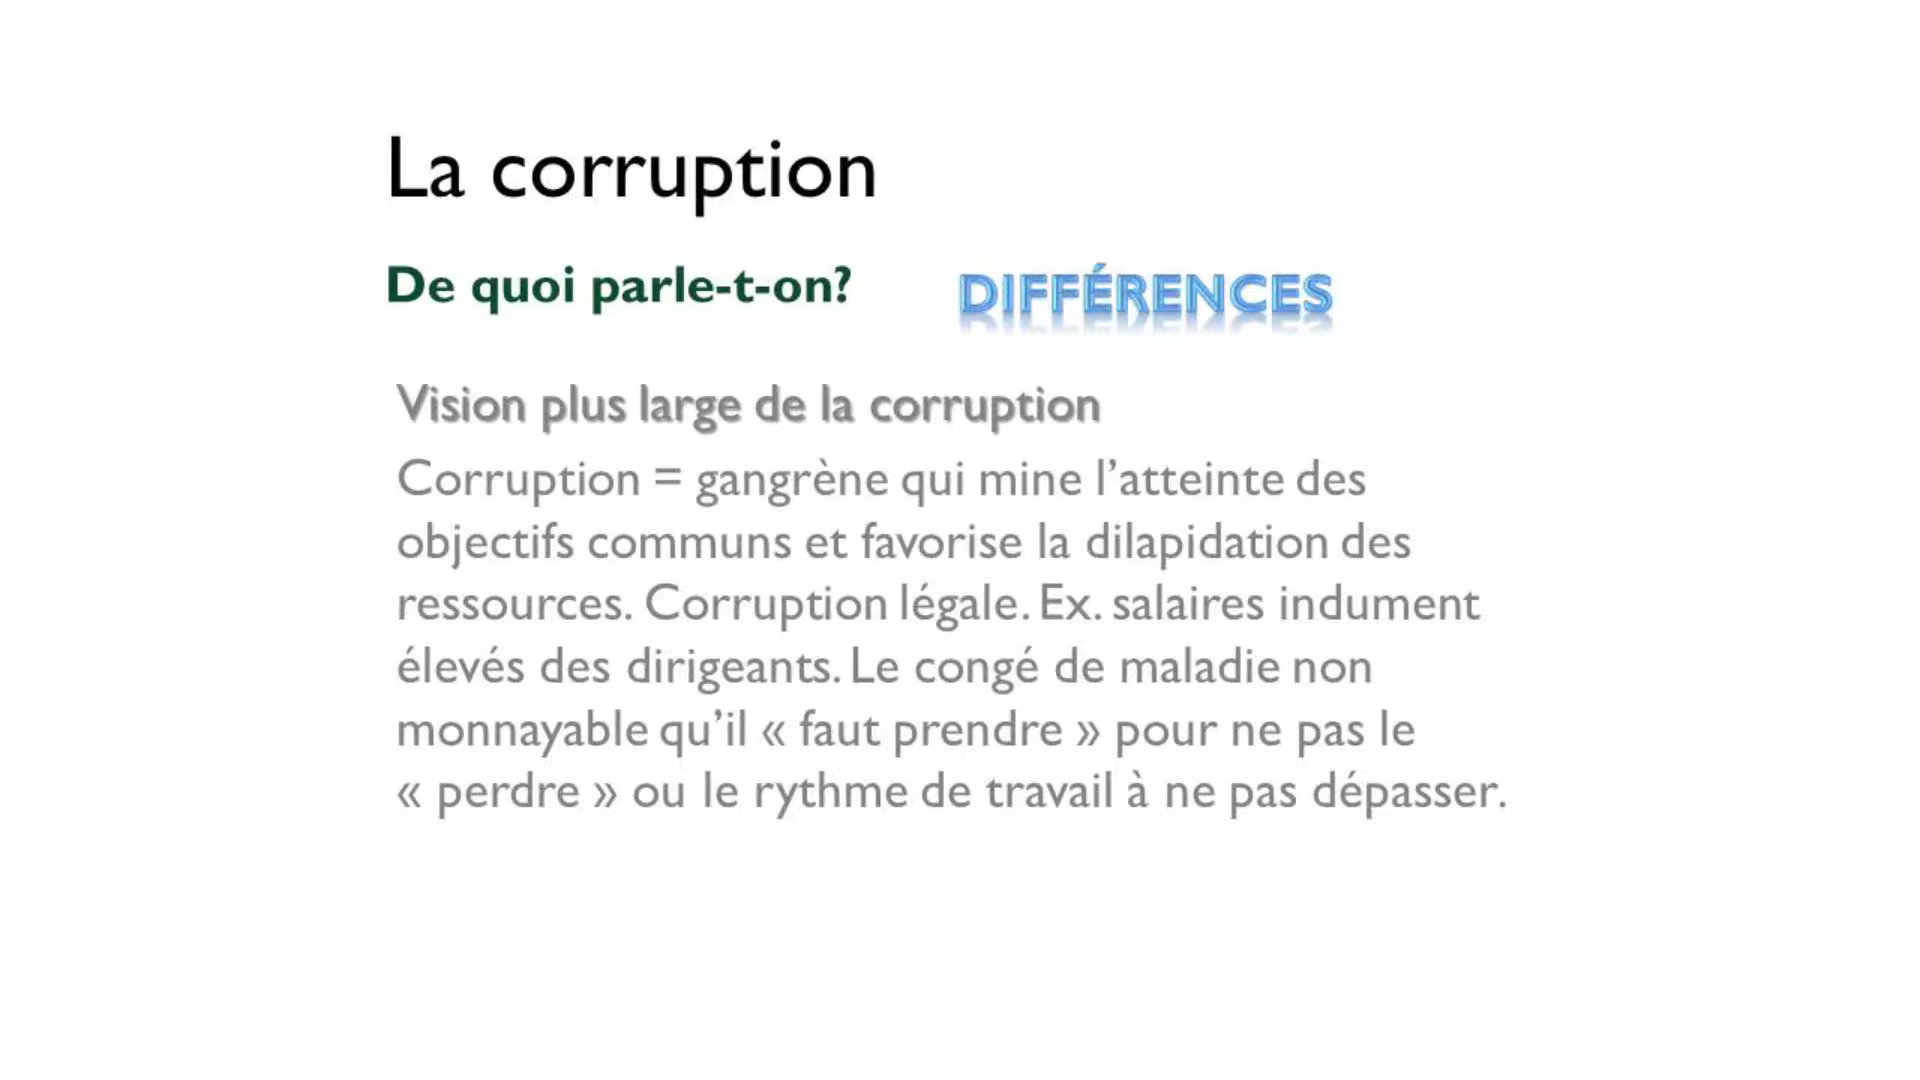 La corruption
De quoi parle-t-on?
DIFFÉRENCES
Vision plus large de la corruption
Corruption = gangrène qui mine l’atteinte des
objectifs communs et favorise la dilapidation des
ressources. Corruption légale. Ex. salaires indument
élevés des dirigeants. Le congé de maladie non
monnayable qu’il « faut prendre » pour ne pas le
« perdre » ou le rythme de travail à ne pas dépasser.